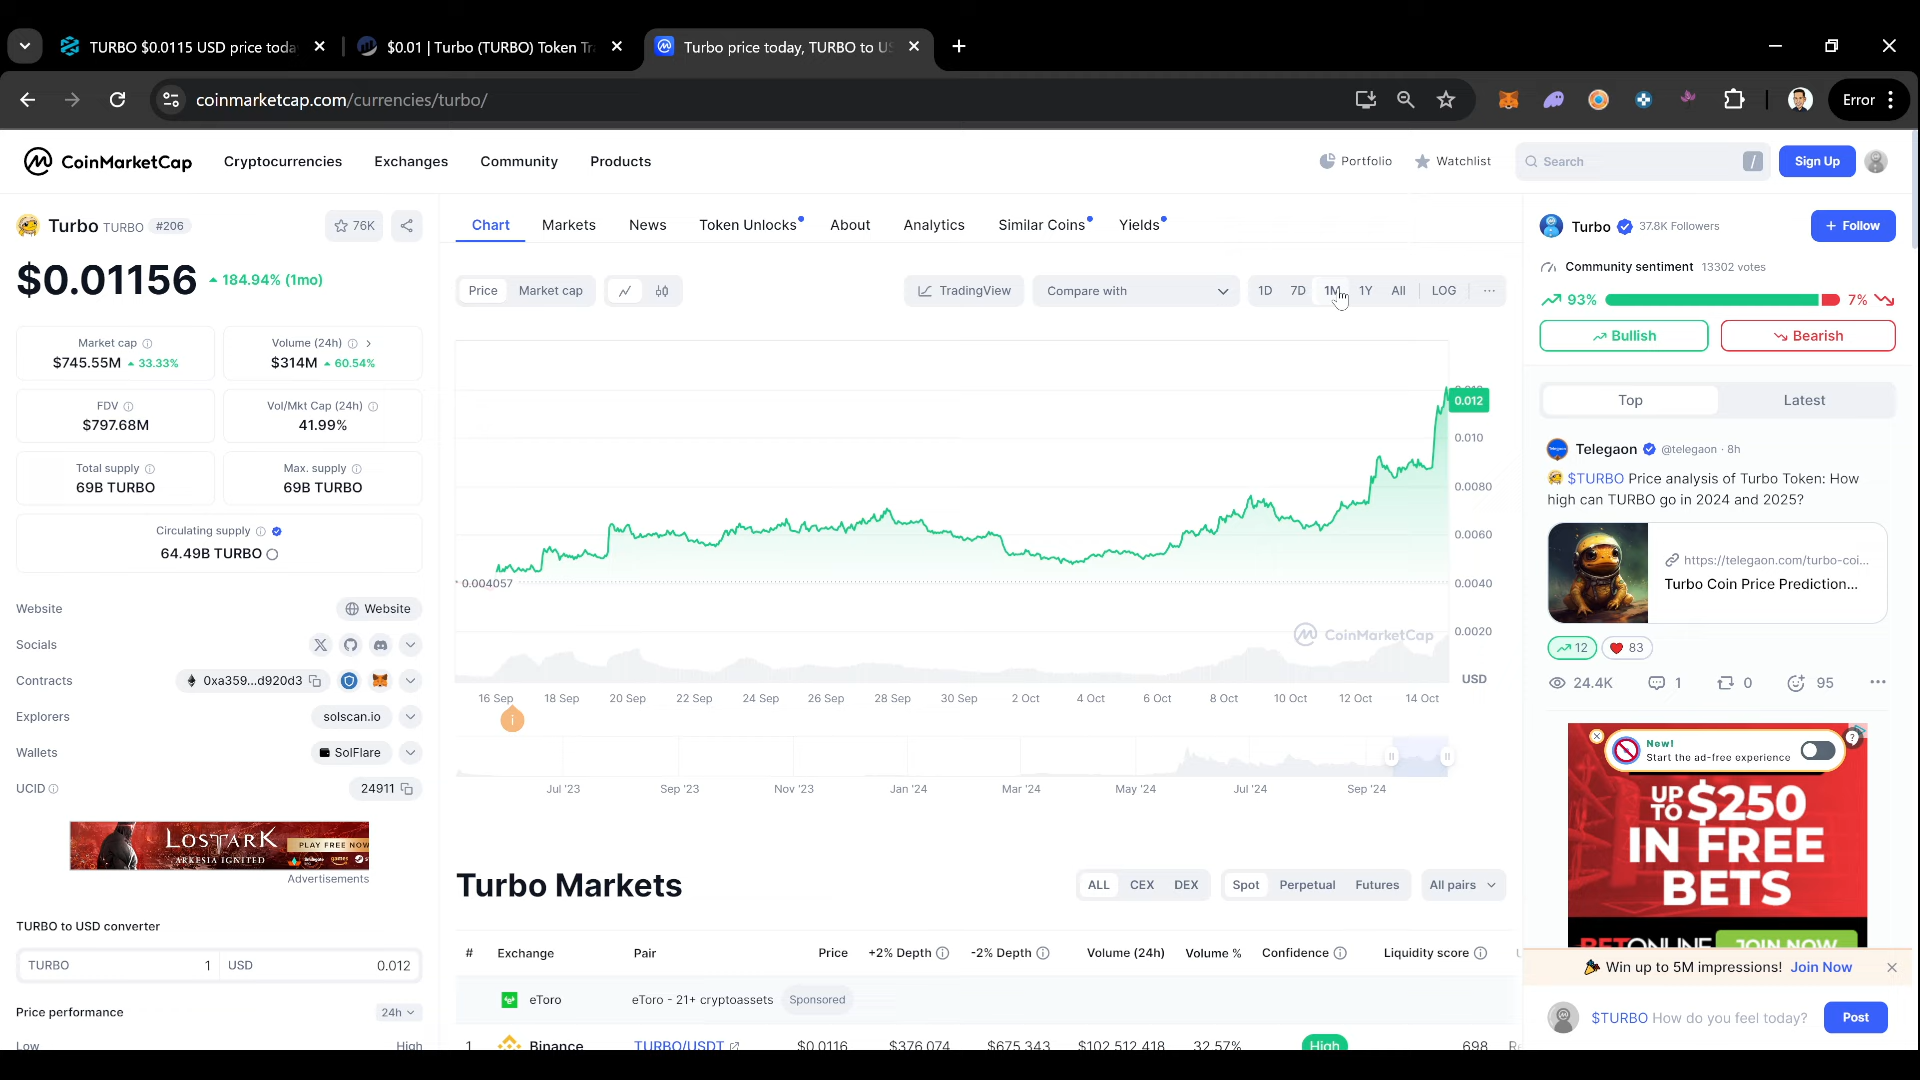 TURBO $0.0115 USD price toda
$0.01 | Turbo (TURBO) Token Tr
Turbo price today, TURBO to US
coinmarketcap.com/currencies/turbo/
Error
CoinMarketCap
Cryptocurrencies
Exchanges
Community
Products
Portfolio
Watchlist
Search
/
Sign Up
Turbo TURBO #206
76K
$0.01156
184.94% (1mo)
Market cap
$745.55M 33.33%
Volume (24h)
$314M 60.54%
FDV
$797.68M
Vol/Mkt Cap (24h)
41.99%
Total supply
69B TURBO
Max. supply
69B TURBO
Circulating supply
64.49B TURBO
Website
Website
Socials
Contracts
0xa359...d920d3
Explorers
solscan.io
Wallets
SolFlare
UCID
24911
LOSTARK
ARKESIA IGNITED
PLAY FREE NOW
Advertisements
TURBO to USD converter
TURBO 1
USD 0.012
Price performance
24h
Low
High
Chart
Markets
News
Token Unlocks
About
Analytics
Similar Coins
Yields
Price
Market cap
TradingView
Compare with
1D
7D
1M
1Y
All
LOG
0.012
0.010
0.0080
0.0060
0.0040
0.0020
0.004057
CoinMarketCap
USD
16 Sep
18 Sep
20 Sep
22 Sep
24 Sep
26 Sep
28 Sep
30 Sep
2 Oct
4 Oct
6 Oct
8 Oct
10 Oct
12 Oct
14 Oct
Jul '23
Sep '23
Nov '23
Jan '24
Mar '24
May '24
Jul '24
Sep '24
Turbo Markets
ALL
CEX
DEX
Spot
Perpetual
Futures
All pairs
#
Exchange
Pair
Price
+2% Depth
-2% Depth
Volume (24h)
Volume %
Confidence
Liquidity score
eToro
eToro - 21+ cryptoassets
Sponsored
1
Binance
TURBO/USDT
$0.0116
$376,074
$675,343
$102,512,418
32.57%
High
698
Turbo
37.8K Followers
+ Follow
Community sentiment
13302 votes
93%
7%
Bullish
Bearish
Top
Latest
Telegaon @telegaon · 8h
$TURBO Price analysis of Turbo Token: How
high can TURBO go in 2024 and 2025?
https://telegaon.com/turbo-coi...
Turbo Coin Price Prediction...
12
83
24.4K
1
0
95
New!
Start the ad-free experience
UP TO $250
IN FREE
BETS
BETONLINE
JOIN NOW
Win up to 5M impressions! Join Now
$TURBO How do you feel today?
Post